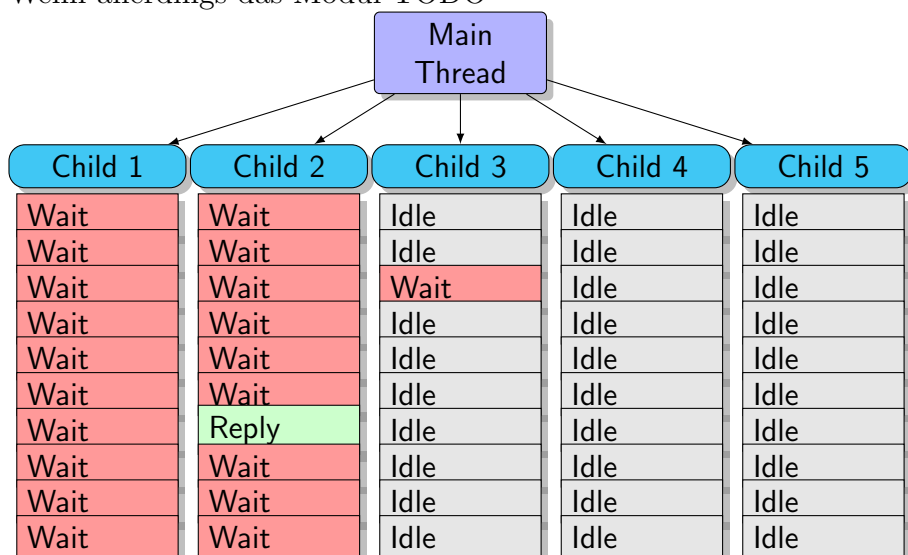 Wenn allerdings das Modul TODO
Main
Thread
Child 1 Child 2 Child 3 Child 4 Child 5
Wait Wait Idle Idle Idle
Wait Wait Idle Idle Idle
Wait Wait Wait Idle Idle
Wait Wait Idle Idle Idle
Wait Wait Idle Idle Idle
Wait Wait Idle Idle Idle
Wait Reply Idle Idle Idle
Wait Wait Idle Idle Idle
Wait Wait Idle Idle Idle
Wait Wait Idle Idle Idle